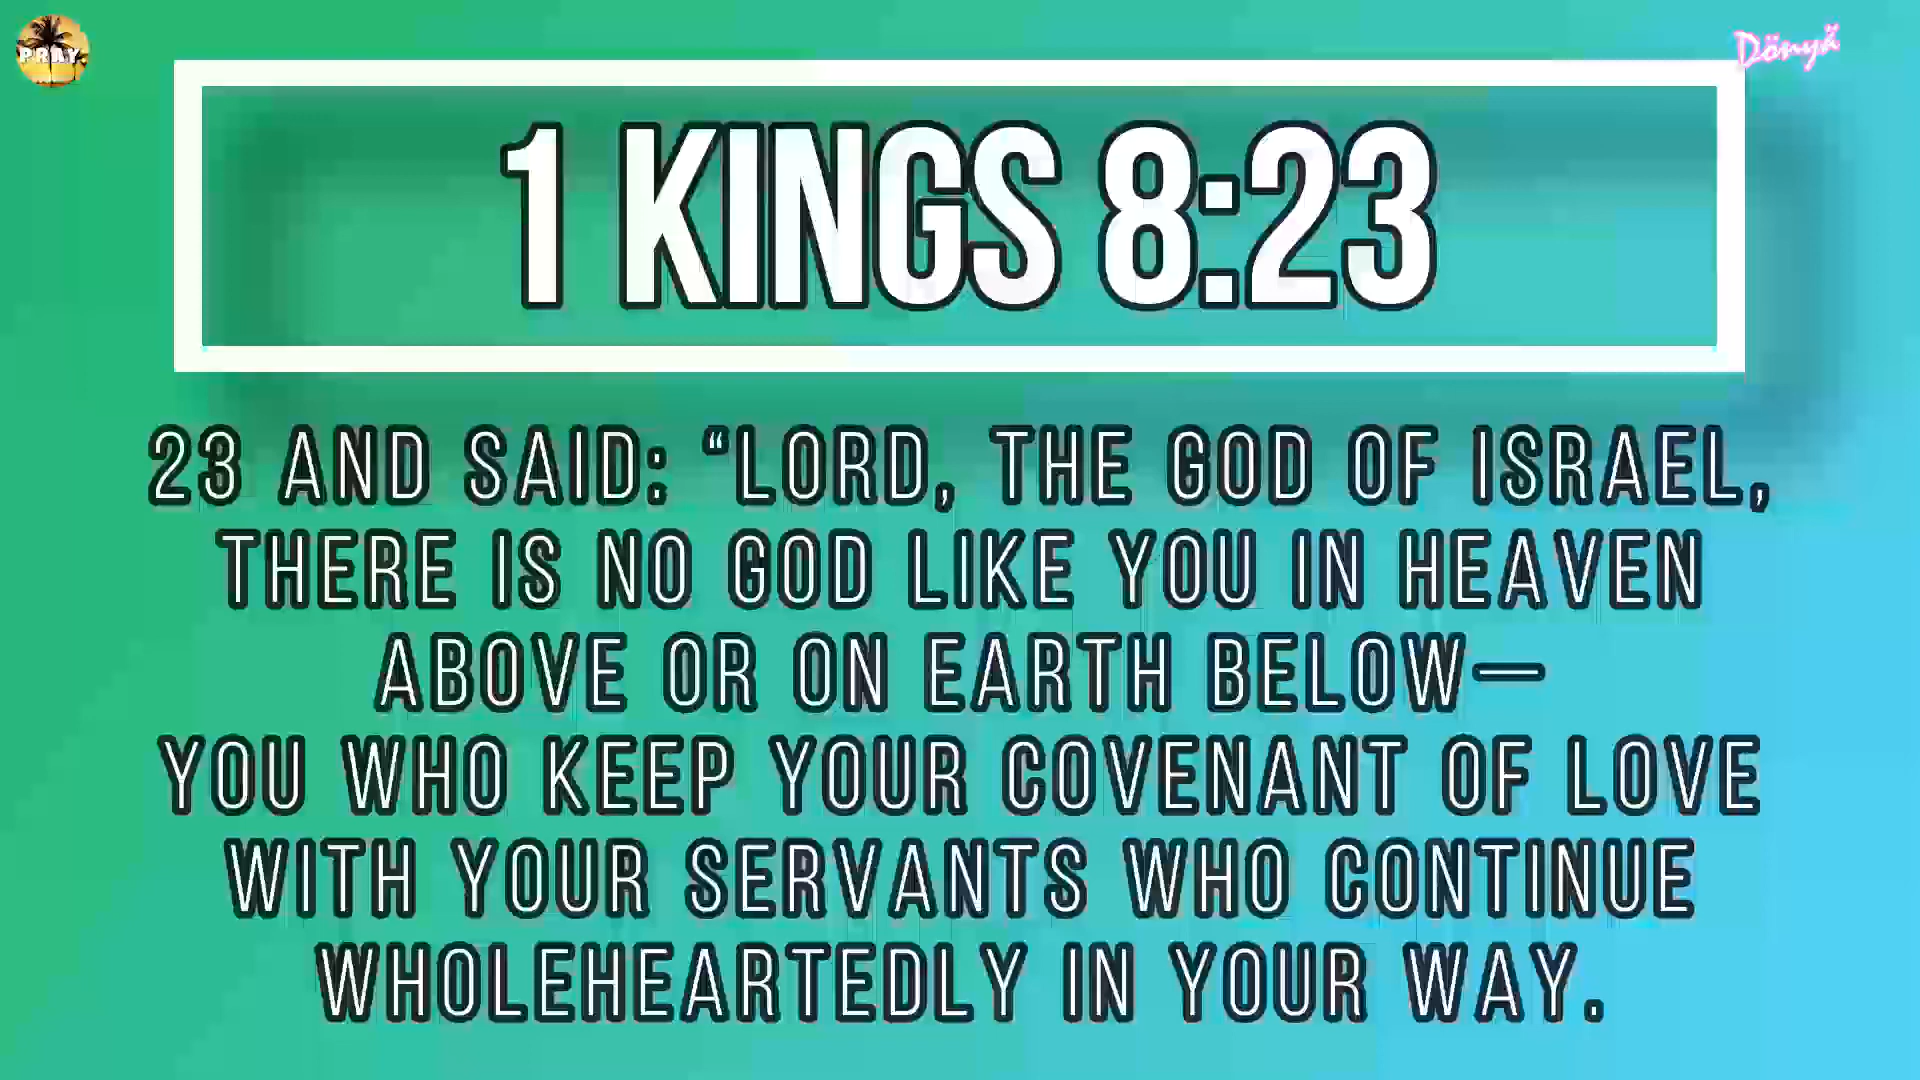 PRAY.
Dönyä
1 KINGS 8:23
23 AND SAID: “LORD, THE GOD OF ISRAEL,
THERE IS NO GOD LIKE YOU IN HEAVEN
ABOVE OR ON EARTH BELOW—
YOU WHO KEEP YOUR COVENANT OF LOVE
WITH YOUR SERVANTS WHO CONTINUE
WHOLEHEARTEDLY IN YOUR WAY.